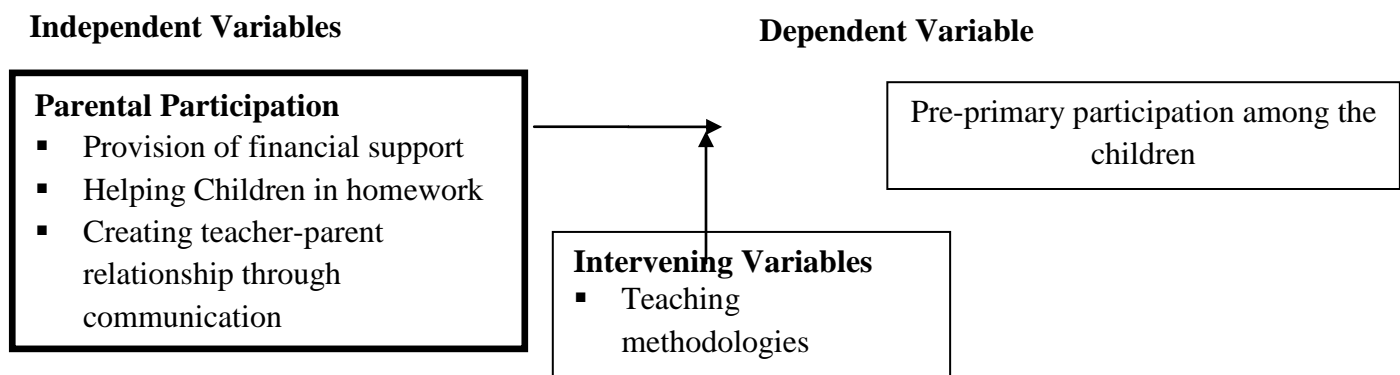 Independent Variables
Dependent Variable
Parental Participation
▪ Provision of financial support
▪ Helping Children in homework
▪ Creating teacher-parent
relationship through
communication
Pre-primary participation among the
children
Intervening Variables
▪ Teaching
methodologies